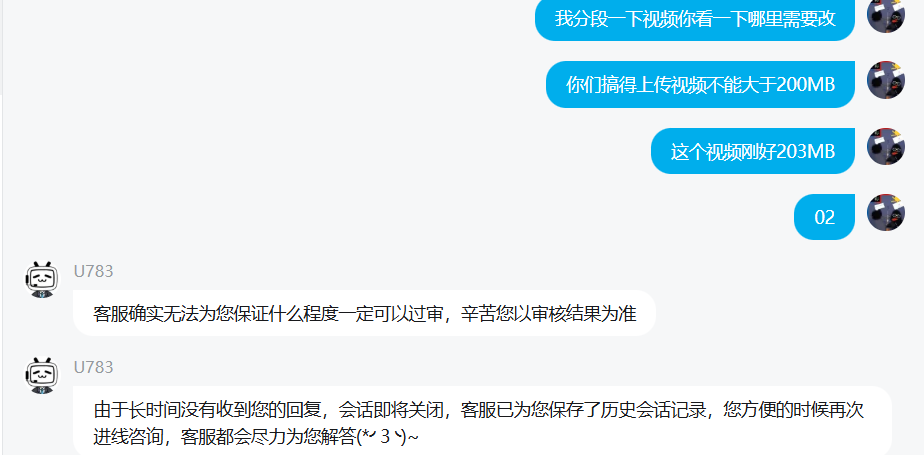 我分段一下视频你看一下哪里需要改
你们搞得上传视频不能大于200MB
这个视频刚好203MB
02
U783
客服确实无法为您保证什么程度一定可以过审，辛苦您以审核结果为准
U783
由于长时间没有收到您的回复，会话即将关闭，客服已为您保存了历史会话记录，您方便的时候再次
进线咨询，客服都会尽力为您解答(*╯3╰)~